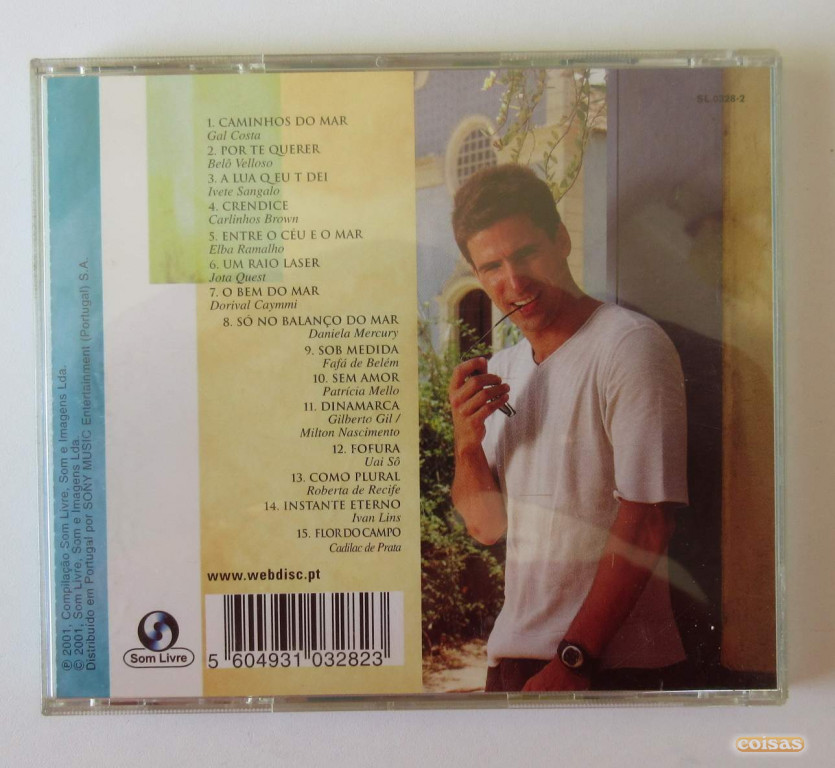 SL 0328-2
1. CAMINHOS DO MAR
Gal Costa
2. POR TE QUERER
Belô Velloso
3. A LUA Q EU T DEI
Ivete Sangalo
4. CRENDICE
Carlinhos Brown
5. ENTRE O CÉU E O MAR
Elba Ramalho
6. UM RAIO LASER
Jota Quest
7. O BEM DO MAR
Dorival Caymmi
8. SÓ NO BALANÇO DO MAR
Daniela Mercury
9. SOB MEDIDA
Fafá de Belém
10. SEM AMOR
Patrícia Mello
11. DINAMARCA
Gilberto Gil /
Milton Nascimento
12. FOFURA
Uai Sô
13. COMO PLURAL
Roberta de Recife
14. INSTANTE ETERNO
Ivan Lins
15. FLOR DO CAMPO
Cadilac de Prata
www.webdisc.pt
5 604931 032823
Som Livre
℗ 2001, Compilação Som Livre, Som e Imagens Lda.
© 2001, Som Livre, Som e Imagens Lda.
Distribuído em Portugal por SONY MUSIC Entertainment (Portugal) S.A.
coisas